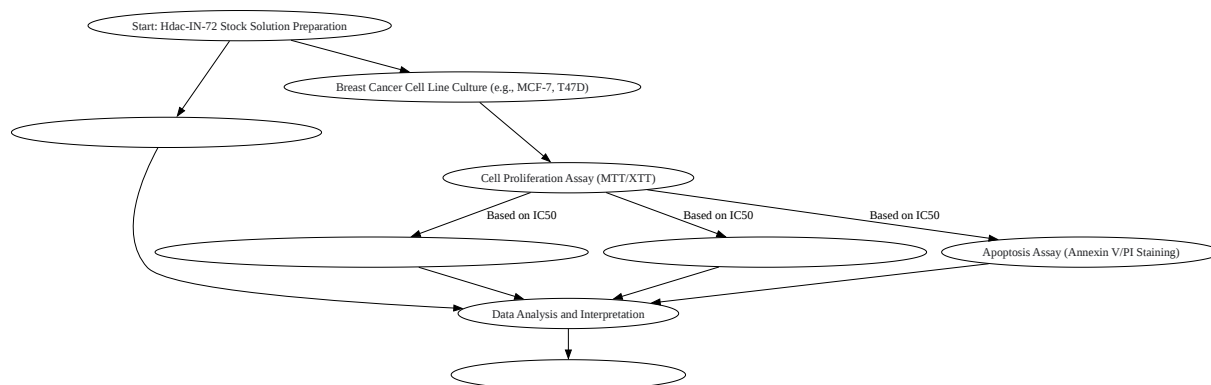 Start: Hdac-IN-72 Stock Solution Preparation
Breast Cancer Cell Line Culture (e.g., MCF-7, T47D)
Cell Proliferation Assay (MTT/XTT)
Based on IC50
Based on IC50
Based on IC50
Apoptosis Assay (Annexin V/PI Staining)
Data Analysis and Interpretation